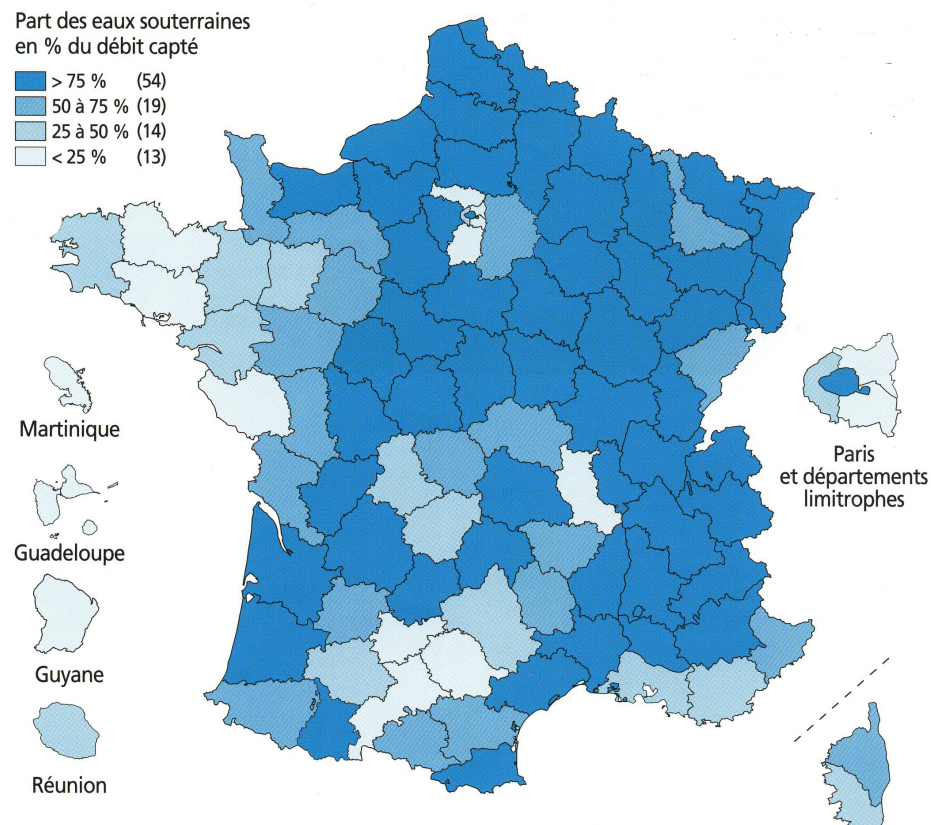 Part des eaux souterraines
en % du débit capté
> 75 % (54)
50 à 75 % (19)
25 à 50 % (14)
< 25 % (13)
Martinique
Guadeloupe
Guyane
Réunion
Paris
et départements
limitrophes